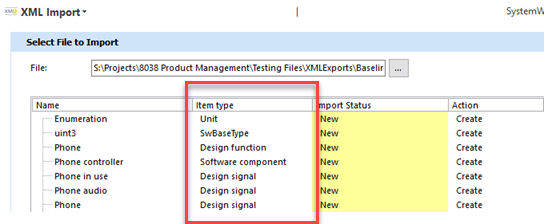 XML XML Import SystemW
Select File to Import
File: S:\Projects\8038 Product Management\Testing Files\XMLExports\Baselin ...
Name Item type Import Status Action
Enumeration Unit New Create
uint3 SwBaseType New Create
Phone Design function New Create
Phone controller Software component New Create
Phone in use Design signal New Create
Phone audio Design signal New Create
Phone Design signal New Create